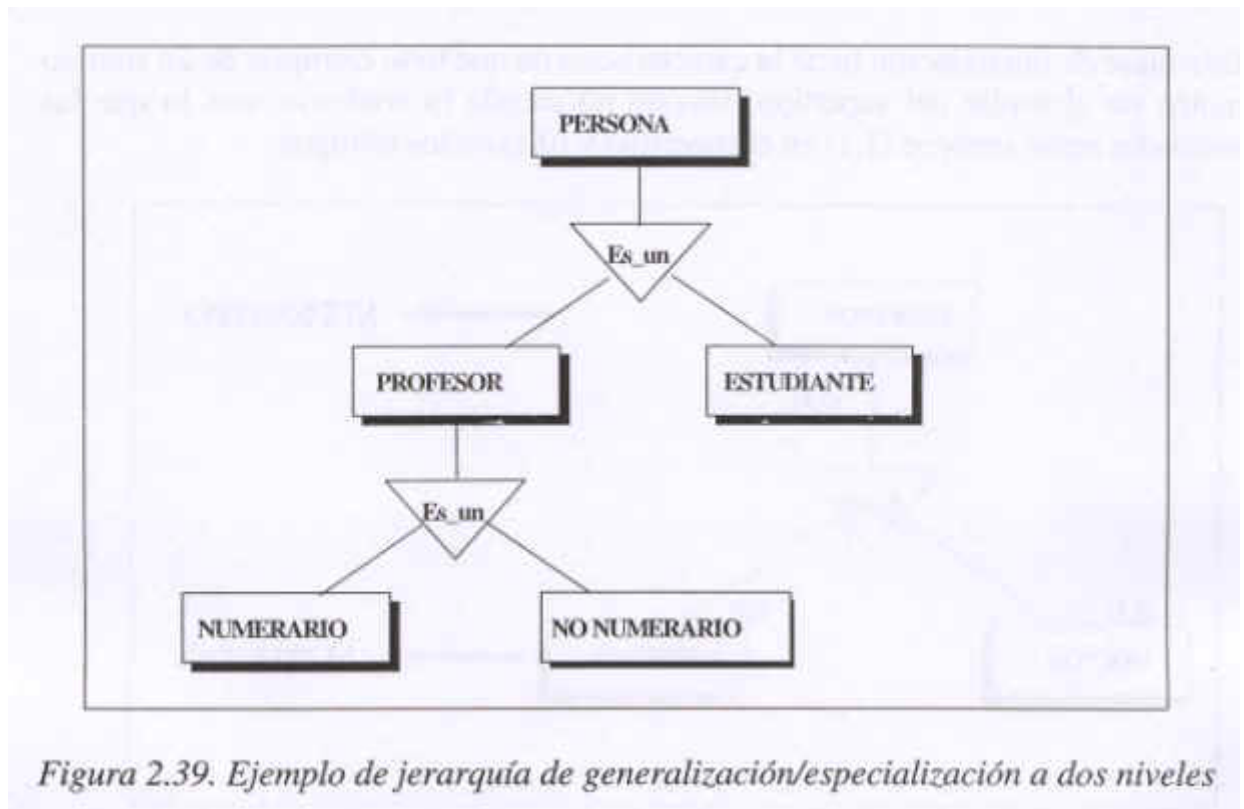 PERSONA
Es_un
PROFESOR
ESTUDIANTE
Es_un
NUMERARIO
NO NUMERARIO
Figura 2.39. Ejemplo de jerarquía de generalización/especialización a dos niveles